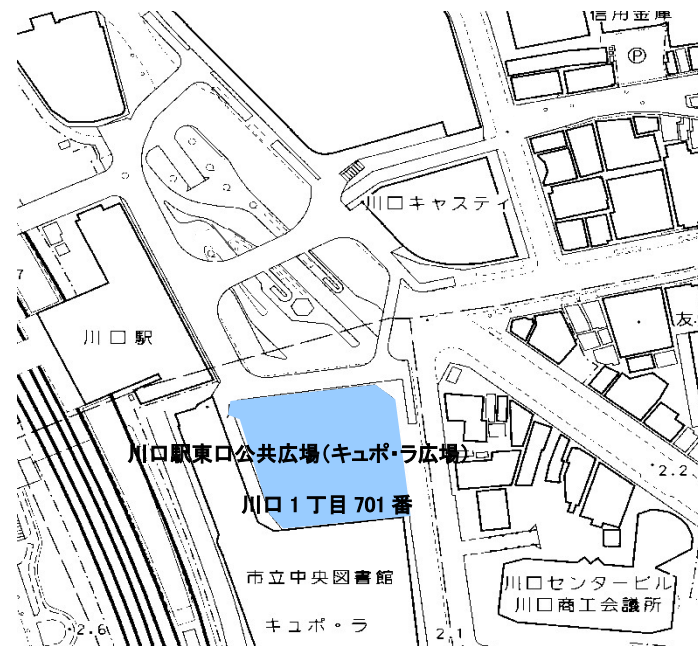 信用金庫
Ⓟ
川口キャスティ
7
川口駅
友
川口駅東口公共広場(キュポ・ラ広場)
2.2
川口1丁目701番
市立中央図書館
川口センタービル
川口商工会議所
キュポ・ラ
2.6
2.1